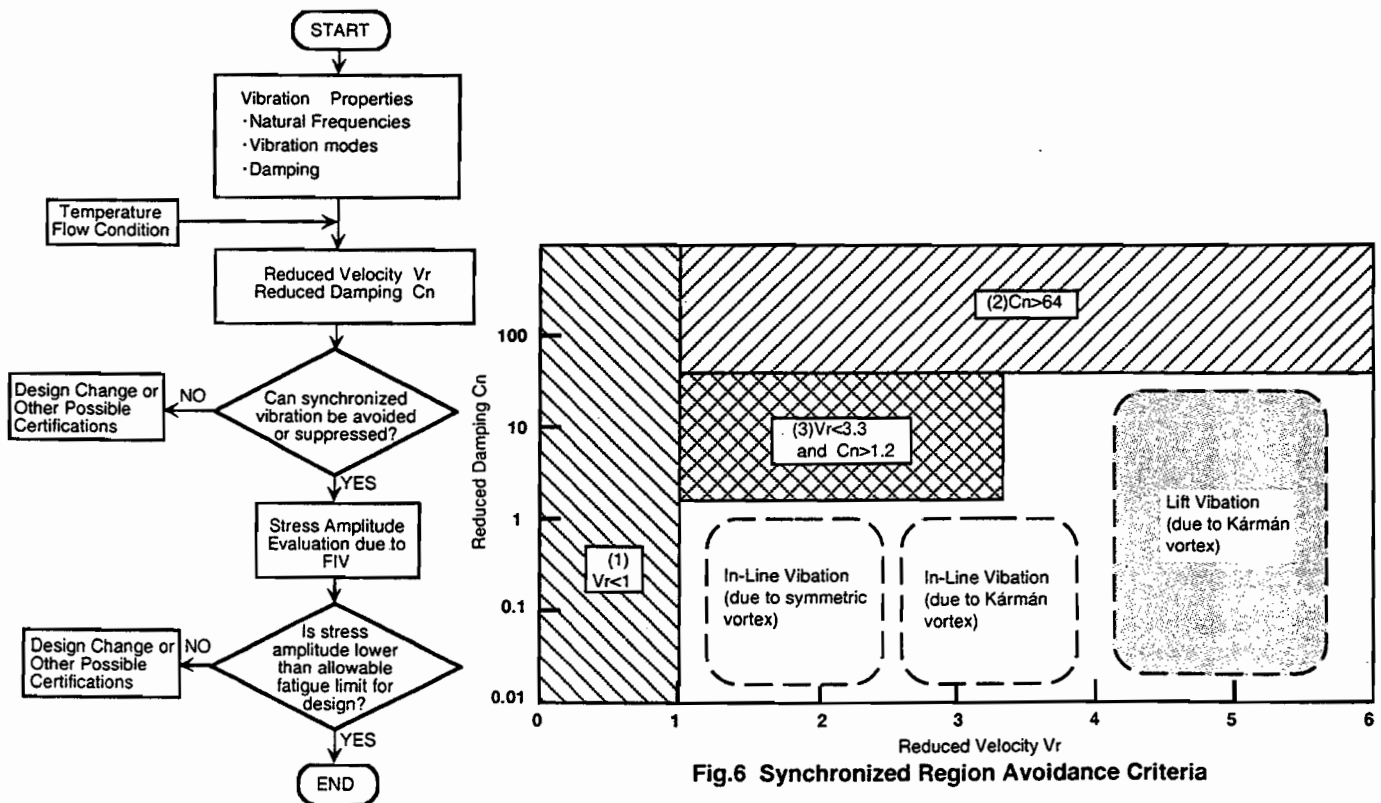 START
Vibration Properties
·Natural Frequencies
·Vibration modes
·Damping
Temperature
Flow Condition
Reduced Velocity Vr
Reduced Damping Cn
Design Change or
Other Possible
Certifications
NO
Can synchronized
vibration be avoided
or suppressed?
YES
Stress Amplitude
Evaluation due to
FIV
Design Change or
Other Possible
Certifications
NO
Is stress
amplitude lower
than allowable
fatigue limit for
design?
YES
END
Reduced Damping Cn
100
10
1
0.1
0.01
(2)Cn>64
(3)Vr<3.3
and Cn>1.2
(1)
Vr<1
In-Line Vibation
(due to symmetric
vortex)
In-Line Vibation
(due to Kármán
vortex)
Lift Vibation
(due to Kármán
vortex)
0 1 2 3 4 5 6
Reduced Velocity Vr
Fig.6 Synchronized Region Avoidance Criteria